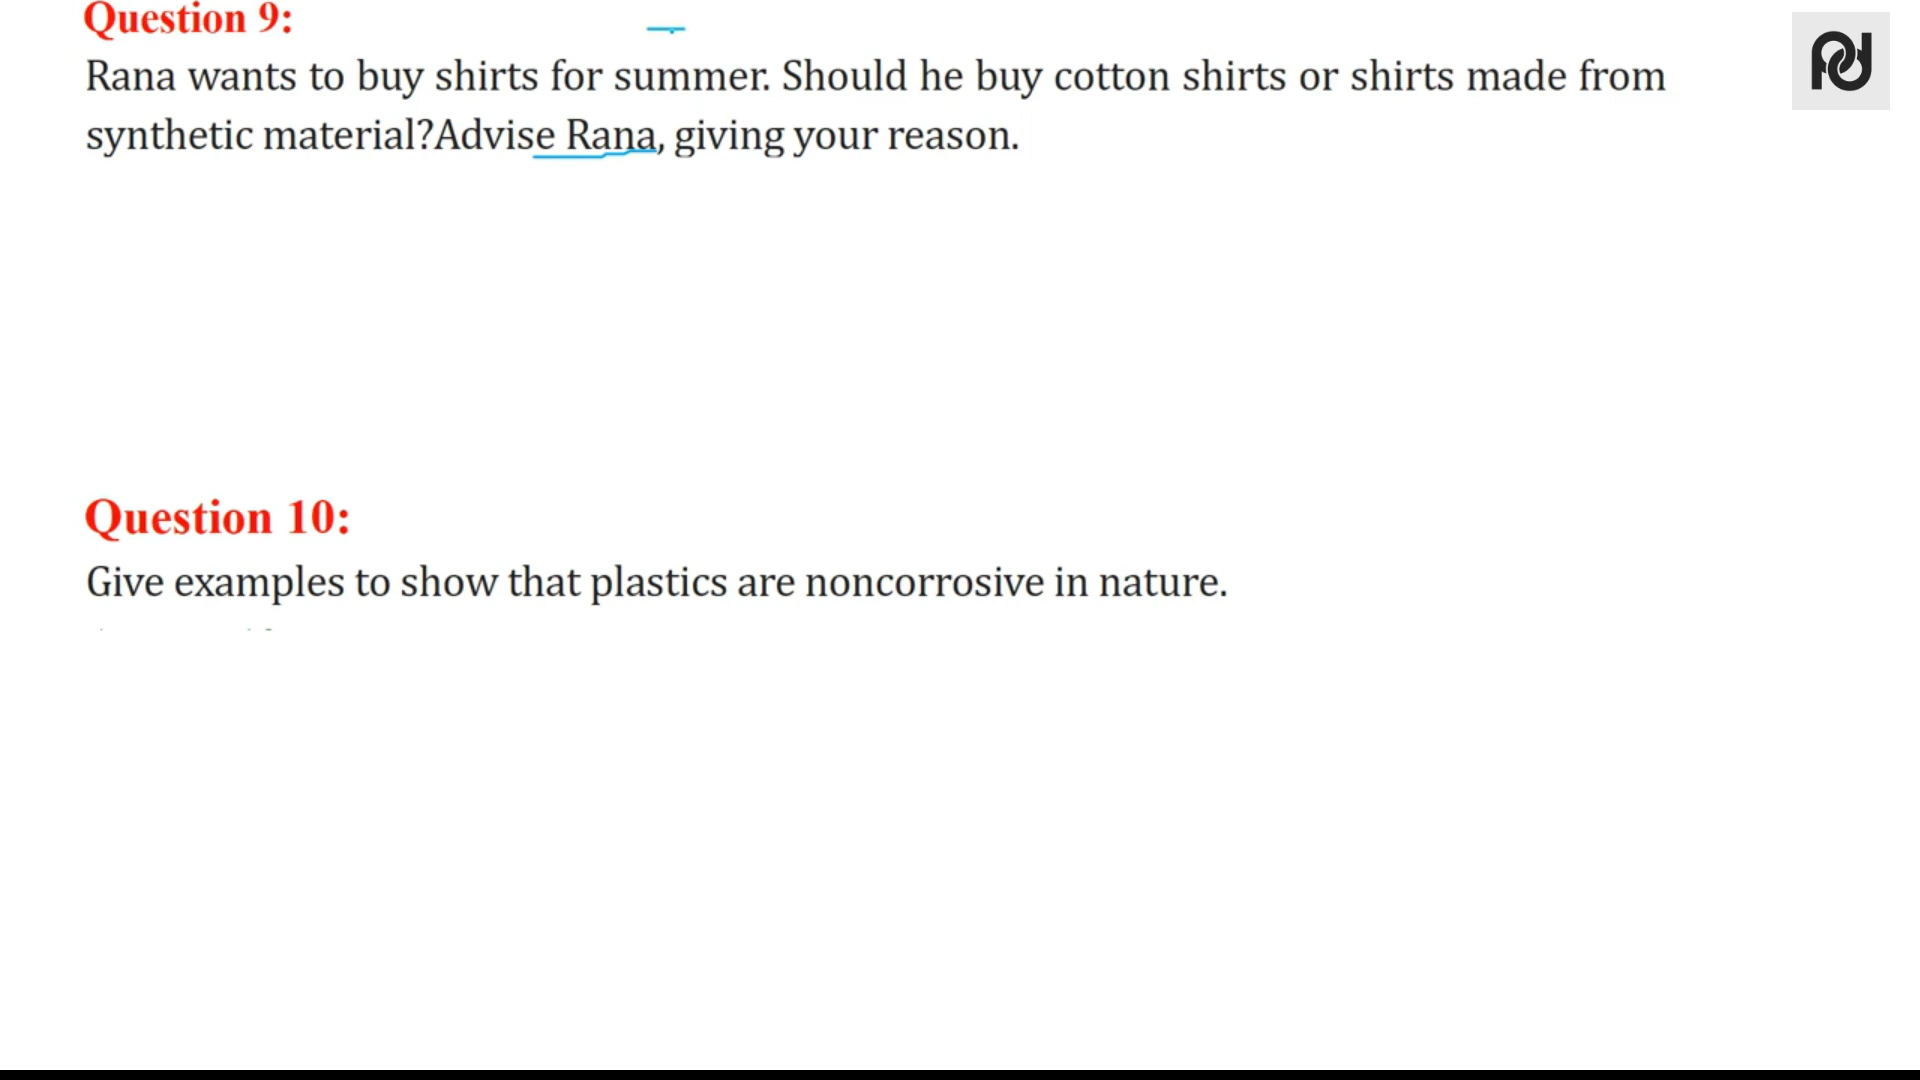 Question 9:
Rana wants to buy shirts for summer. Should he buy cotton shirts or shirts made from
synthetic material?Advise Rana, giving your reason.
Question 10:
Give examples to show that plastics are noncorrosive in nature.